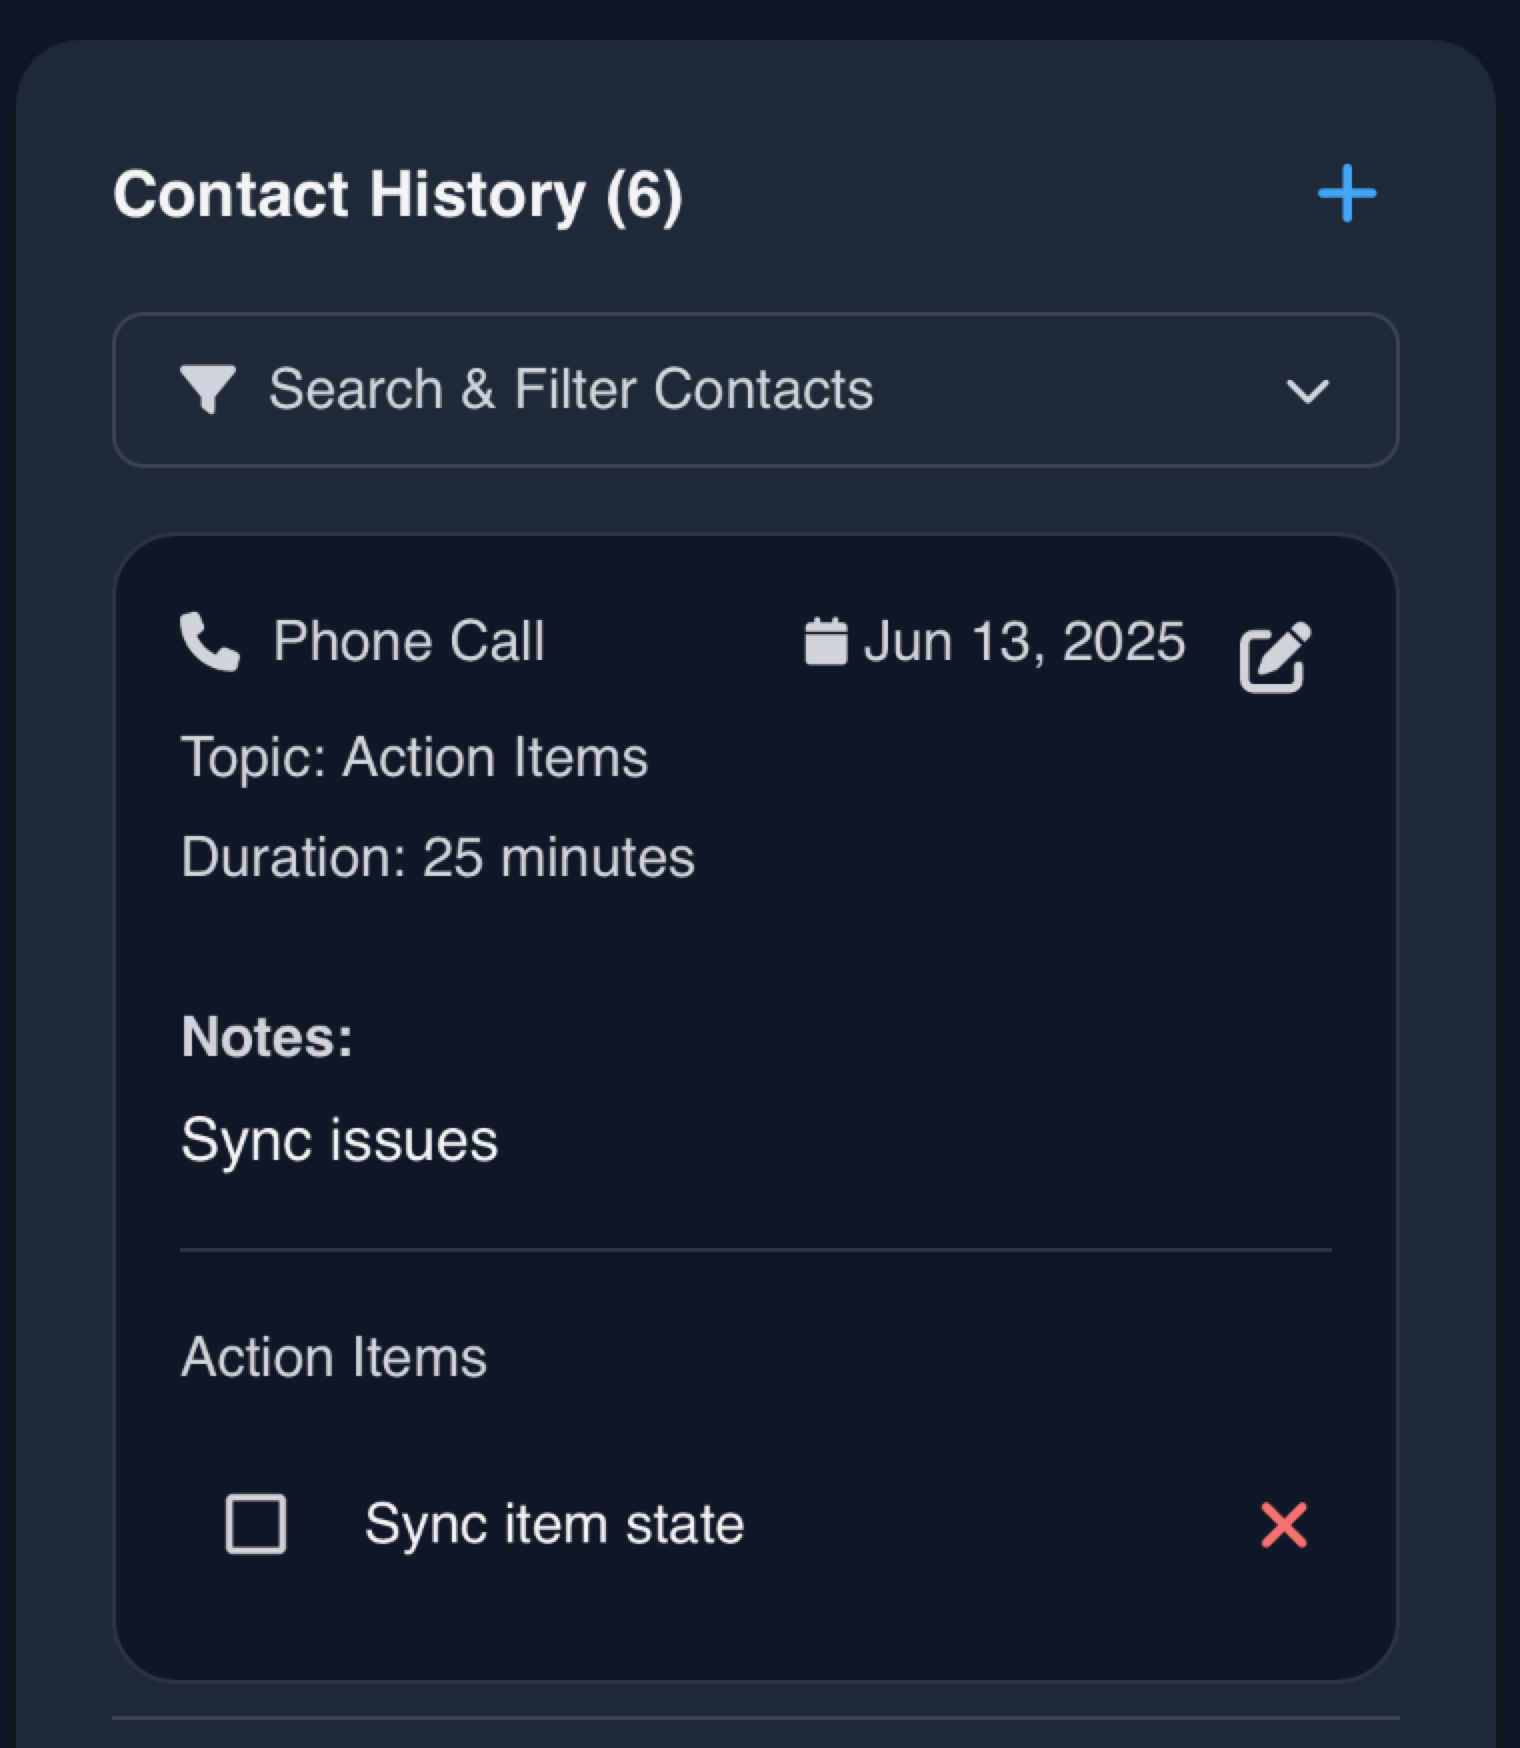 Contact History (6)
Search & Filter Contacts
Phone Call Jun 13, 2025
Topic: Action Items
Duration: 25 minutes
Notes:
Sync issues
Action Items
Sync item state